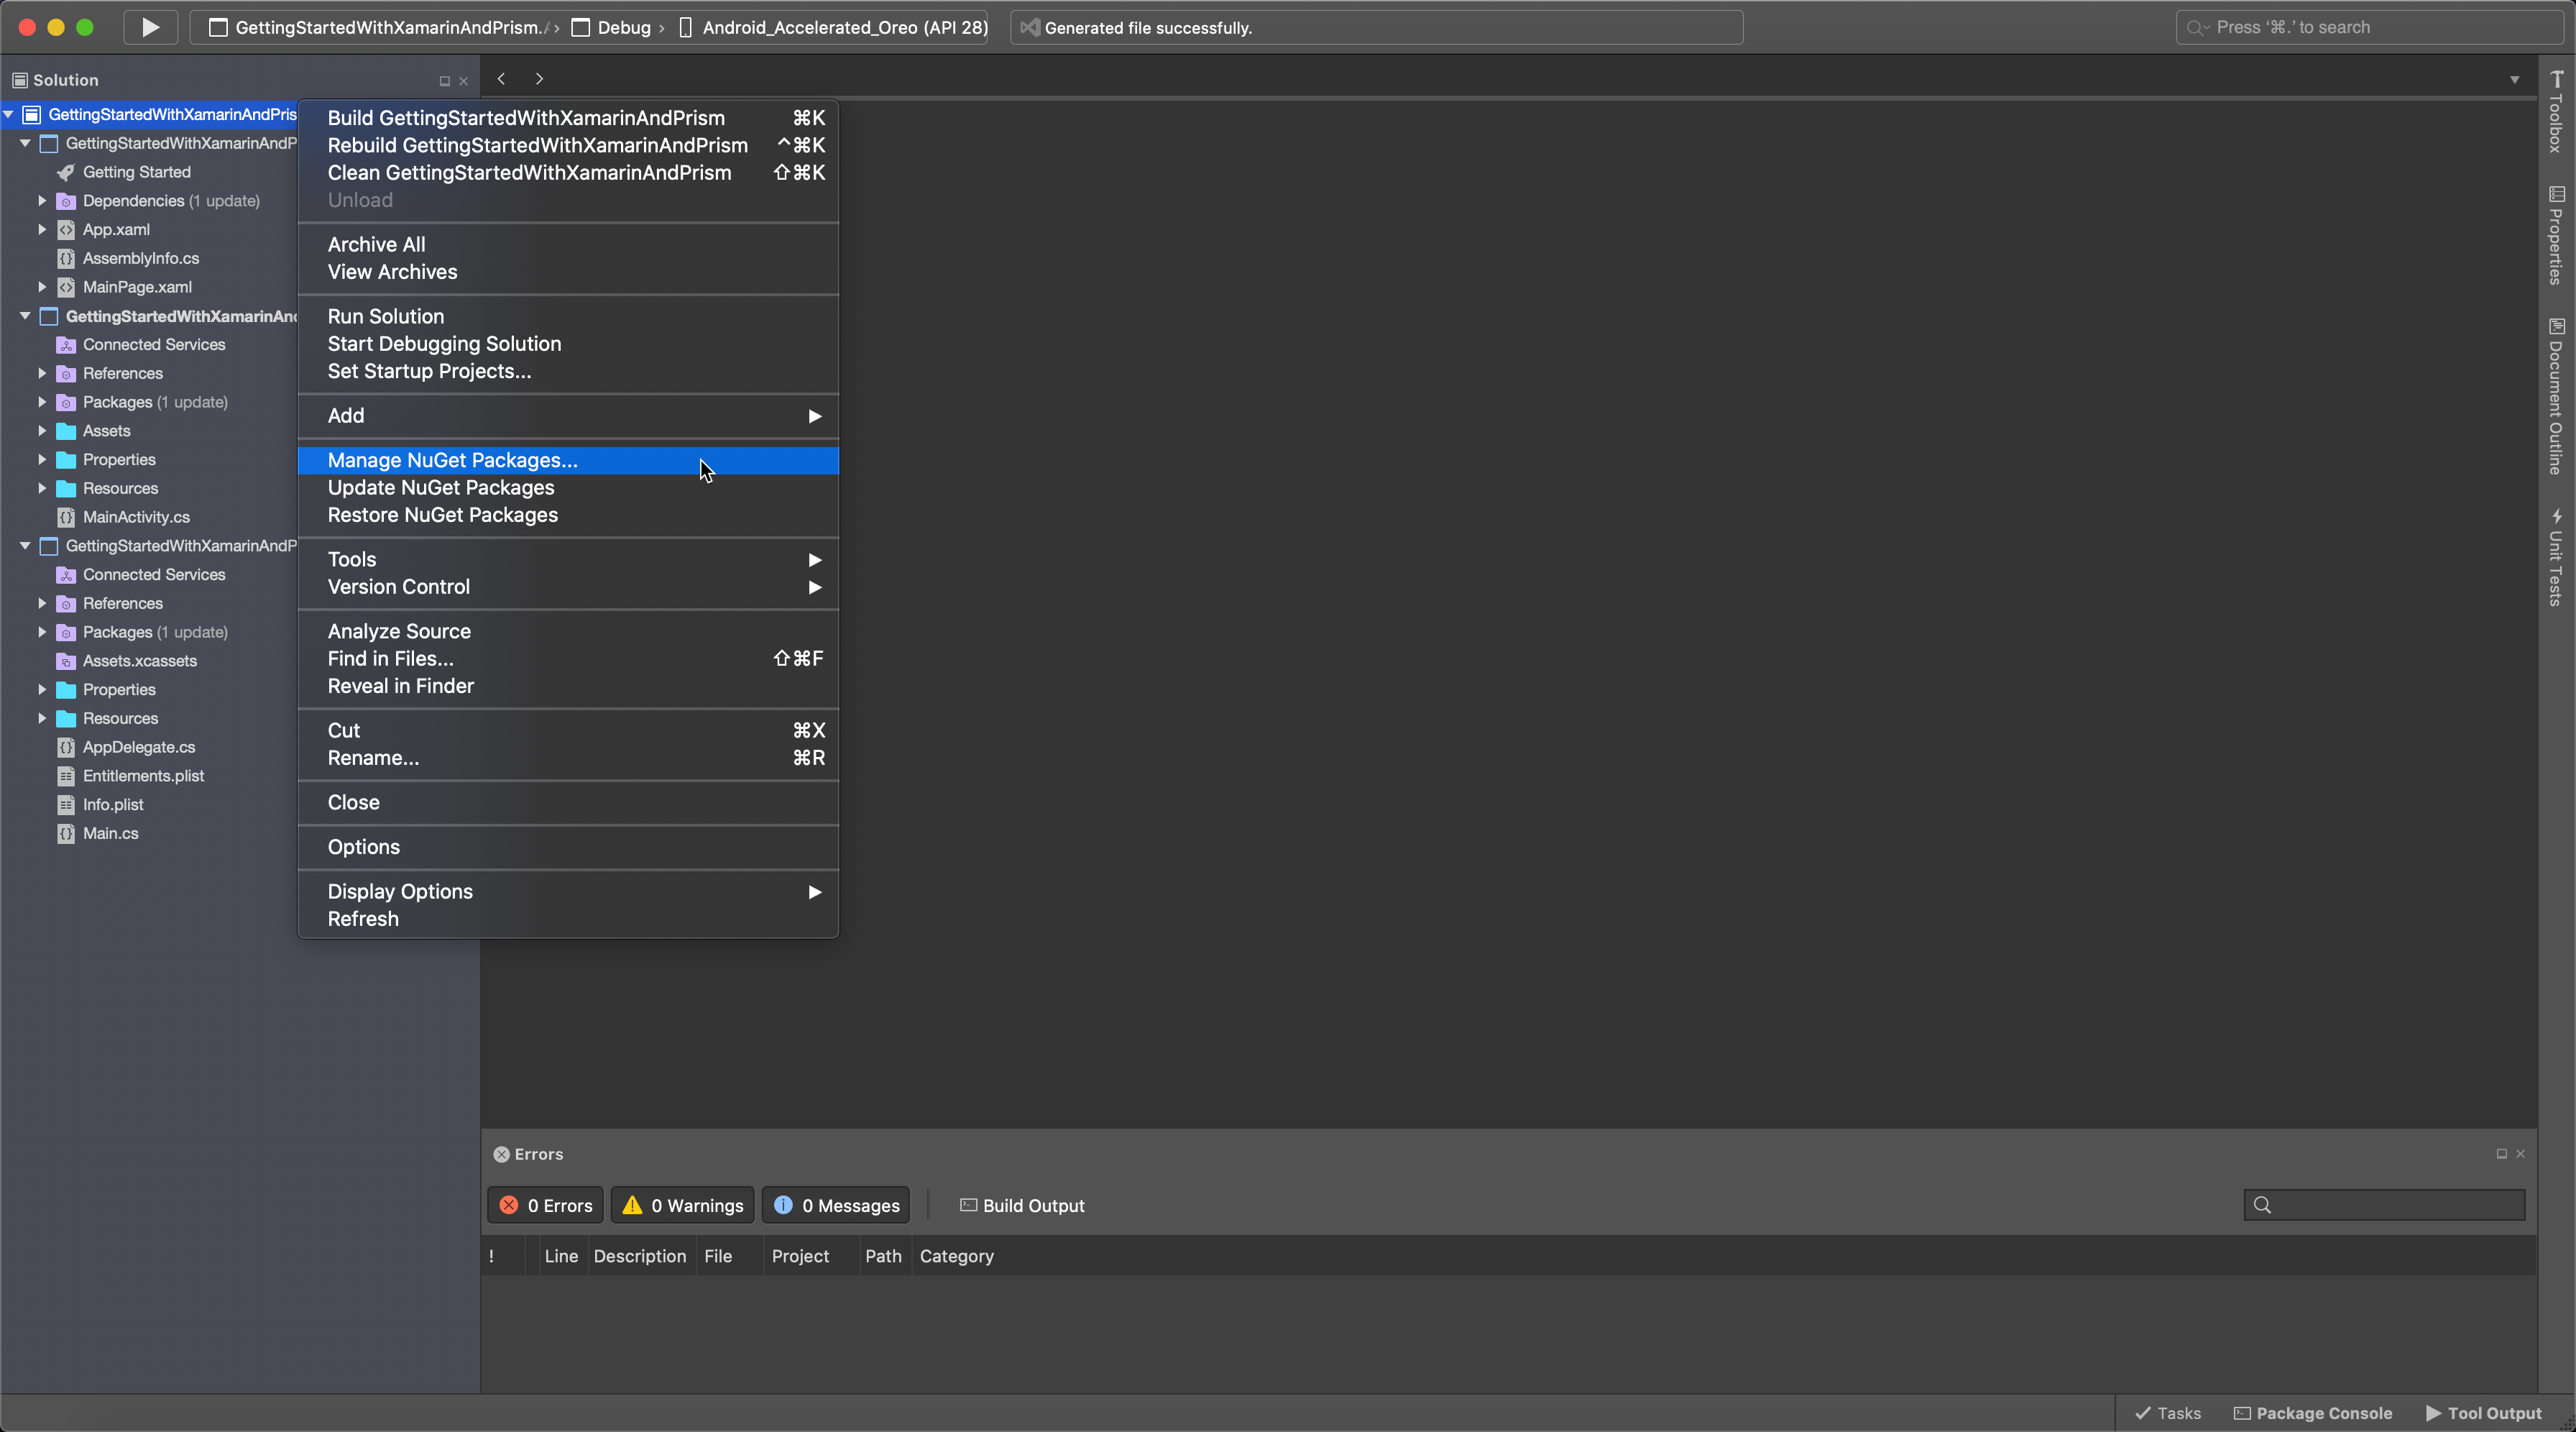 GettingStartedWithXamarinAndPrism.
Debug
Android_Accelerated_Oreo (API 28)
Generated file successfully.
Press '⌘.' to search
Solution
GettingStartedWithXamarinAndPris
GettingStartedWithXamarinAndP
Getting Started
Dependencies (1 update)
App.xaml
AssemblyInfo.cs
MainPage.xaml
GettingStartedWithXamarinAn
Connected Services
References
Packages (1 update)
Assets
Properties
Resources
MainActivity.cs
GettingStartedWithXamarinAndP
Connected Services
References
Packages (1 update)
Assets.xcassets
Properties
Resources
AppDelegate.cs
Entitlements.plist
Info.plist
Main.cs
Build GettingStartedWithXamarinAndPrism ⌘K
Rebuild GettingStartedWithXamarinAndPrism ^⌘K
Clean GettingStartedWithXamarinAndPrism ⇧⌘K
Unload
Archive All
View Archives
Run Solution
Start Debugging Solution
Set Startup Projects...
Add
Manage NuGet Packages...
Update NuGet Packages
Restore NuGet Packages
Tools
Version Control
Analyze Source
Find in Files... ⇧⌘F
Reveal in Finder
Cut ⌘X
Rename... ⌘R
Close
Options
Display Options
Refresh
Toolbox
Properties
Document Outline
Unit Tests
Errors
0 Errors
0 Warnings
0 Messages
Build Output
! Line Description File Project Path Category
Tasks
Package Console
Tool Output